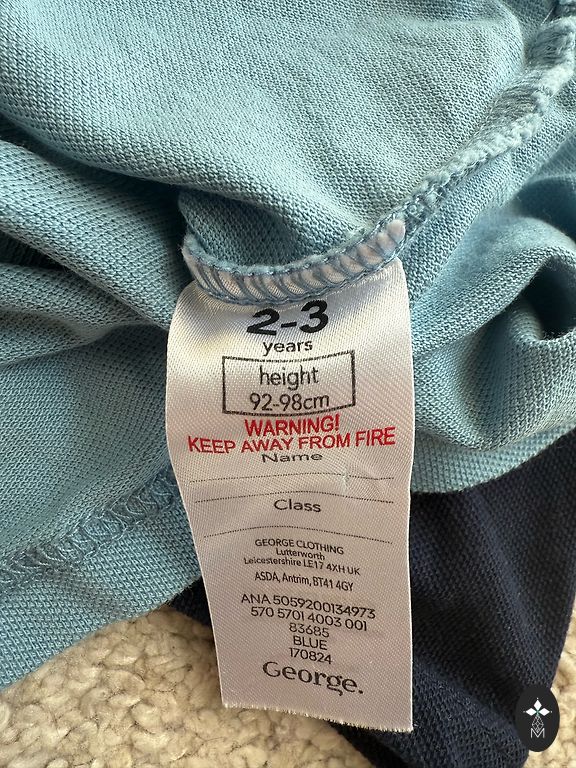 2-3
years
height
92-98cm
WARNING!
KEEP AWAY FROM FIRE
Name
Class
GEORGE CLOTHING
Lutterworth
Leicestershire LE17 4XH UK
ASDA, Antrim, BT41 4GY
ANA 5059200134973
570 5701 4003 001
83685
BLUE
170824
George.
M